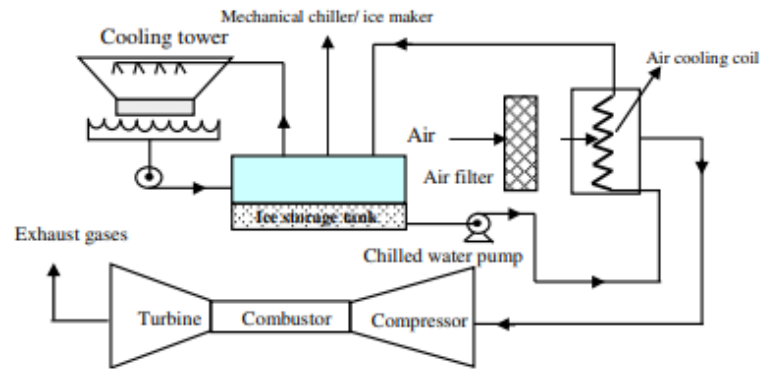 Mechanical chiller/ ice maker
Cooling tower
Air cooling coil
Air
Air filter
Ice storage tank
Chilled water pump
Exhaust gases
Turbine
Combustor
Compressor